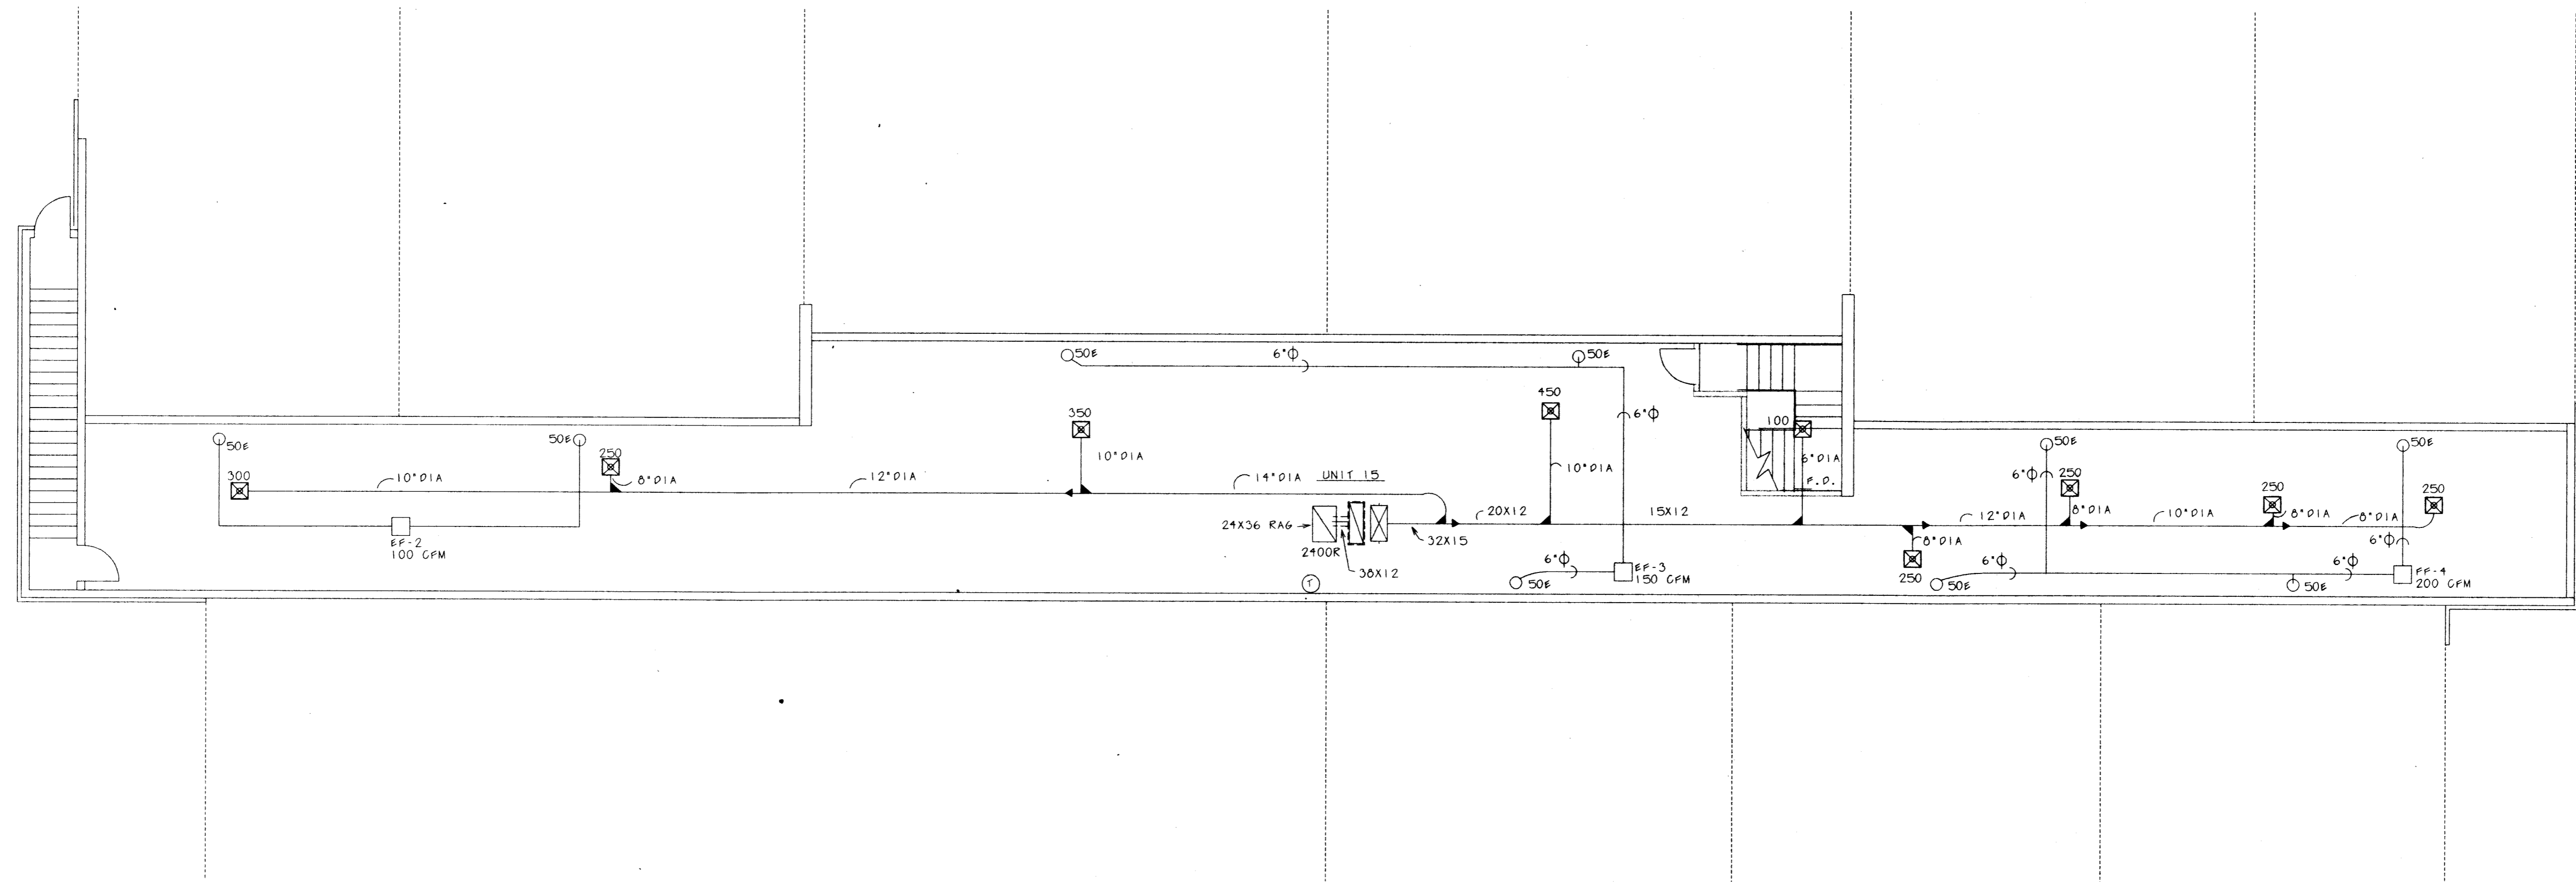 50E
6"Φ
50E
350
450
6"Φ
100
50E
50E
250
10"DIA
10"DIA
6"DIA
50E
50E
300
10"DIA
8"DIA
12"DIA
14"DIA
UNIT 15
F.D.
6"Φ
250
250
250
24X36 RAG
20X12
15X12
12"DIA
8"DIA
10"DIA
8"DIA
8"DIA
EF-2
100 CFM
2400R
32X15
8"DIA
6"Φ
38X12
6"Φ
EF-3
150 CFM
250
6"Φ
6"Φ
EF-4
200 CFM
T
50E
50E
50E